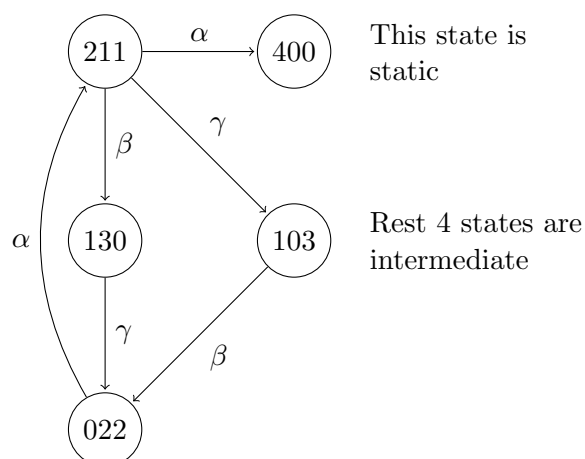 211
α
400
This state is
static
β
γ
130
103
Rest 4 states are
intermediate
α
γ
β
022